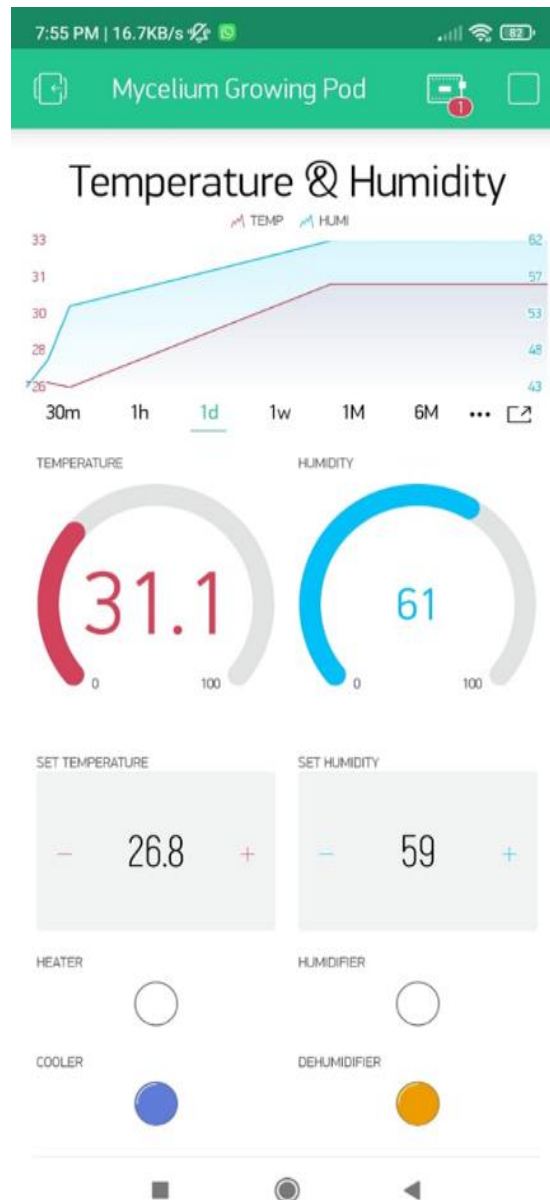 7:55 PM | 16.7KB/s 82
Mycelium Growing Pod 1
Temperature & Humidity
TEMP HUMI
33 62
31 57
30 53
28 48
26 43
30m 1h 1d 1w 1M 6M •••
TEMPERATURE HUMIDITY
31.1 61
0 100 0 100
SET TEMPERATURE SET HUMIDITY
– 26.8 + – 59 +
HEATER HUMIDIFIER
COOLER DEHUMIDIFIER